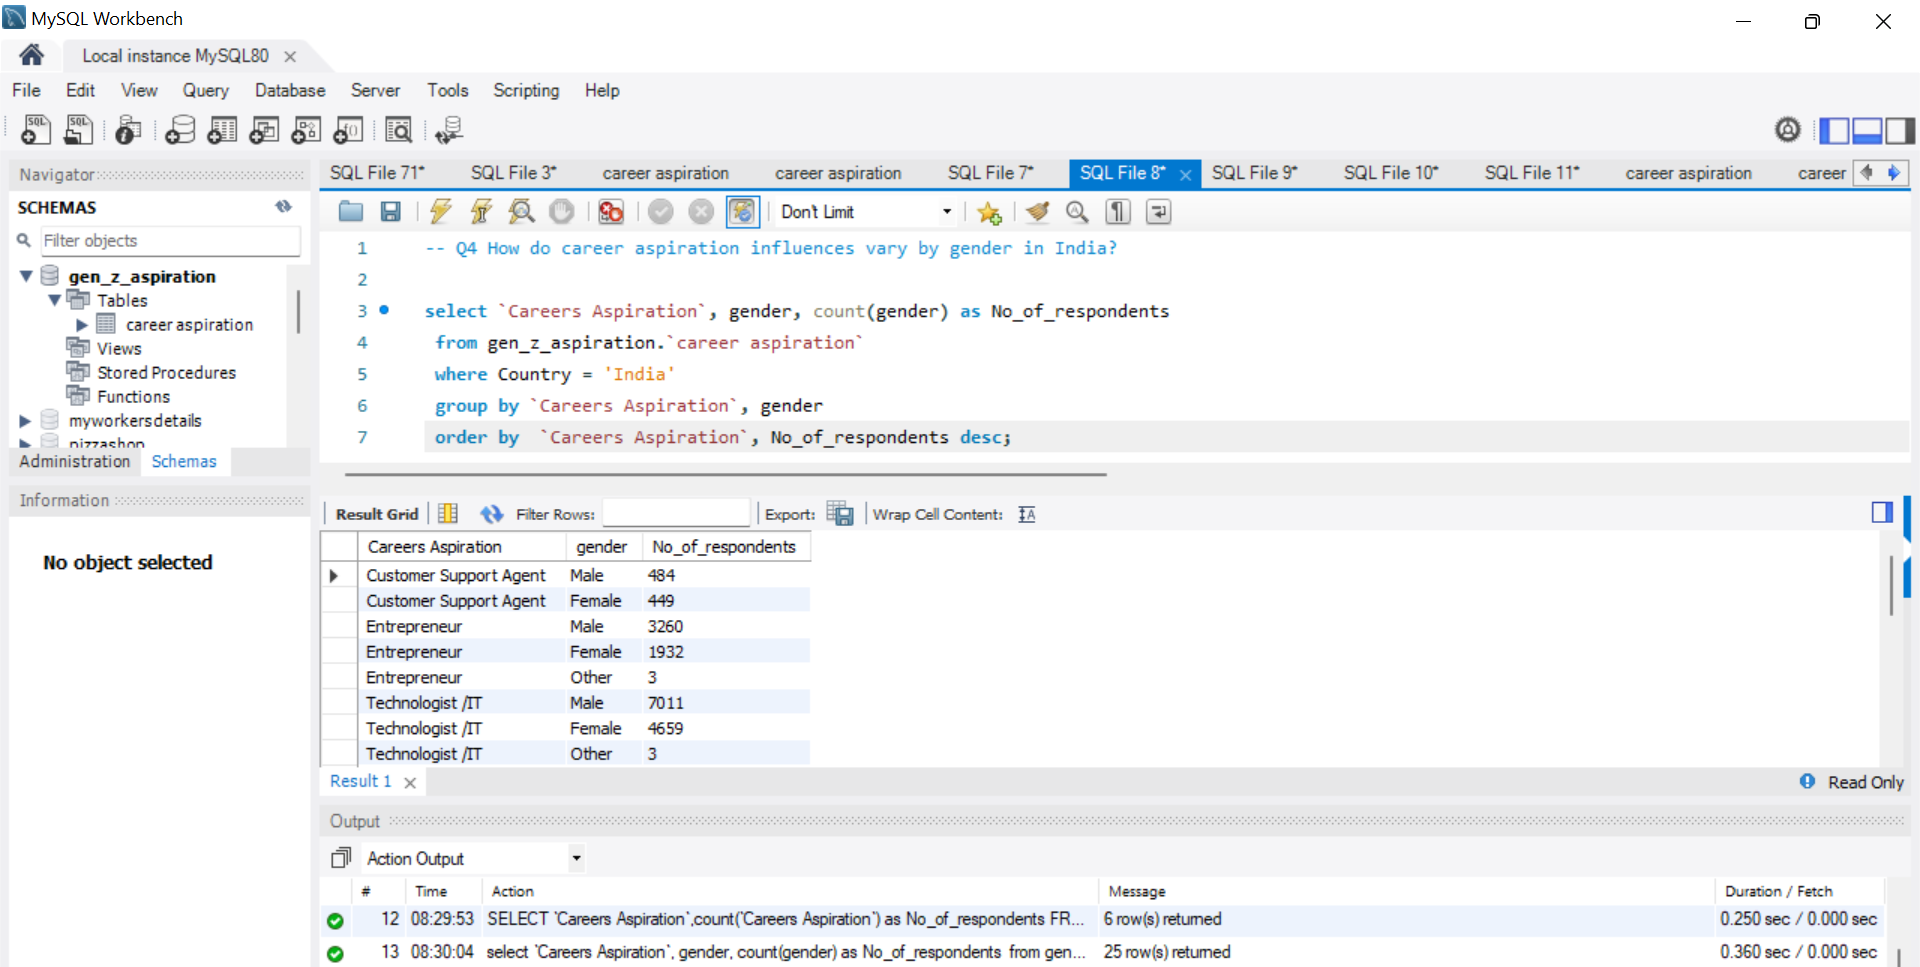 MySQL Workbench
Local instance MySQL80
File Edit View Query Database Server Tools Scripting Help
Navigator
SCHEMAS
Filter objects
gen_z_aspiration
Tables
career aspiration
Views
Stored Procedures
Functions
myworkersdetails
pizzashop
Administration Schemas
Information
No object selected
SQL File 71* SQL File 3* career aspiration career aspiration SQL File 7* SQL File 8* SQL File 9* SQL File 10* SQL File 11* career aspiration career
Don't Limit
1 -- Q4 How do career aspiration influences vary by gender in India?
2
3 select `Careers Aspiration`, gender, count(gender) as No_of_respondents
4 from gen_z_aspiration.`career aspiration`
5 where Country = 'India'
6 group by `Careers Aspiration`, gender
7 order by `Careers Aspiration`, No_of_respondents desc;
Result Grid Filter Rows: Export: Wrap Cell Content:
Careers Aspiration gender No_of_respondents
Customer Support Agent Male 484
Customer Support Agent Female 449
Entrepreneur Male 3260
Entrepreneur Female 1932
Entrepreneur Other 3
Technologist /IT Male 7011
Technologist /IT Female 4659
Technologist /IT Other 3
Result 1 Read Only
Output
Action Output
# Time Action Message Duration / Fetch
12 08:29:53 SELECT `Careers Aspiration`,count(`Careers Aspiration`) as No_of_respondents FR... 6 row(s) returned 0.250 sec / 0.000 sec
13 08:30:04 select `Careers Aspiration`, gender, count(gender) as No_of_respondents from gen... 25 row(s) returned 0.360 sec / 0.000 sec